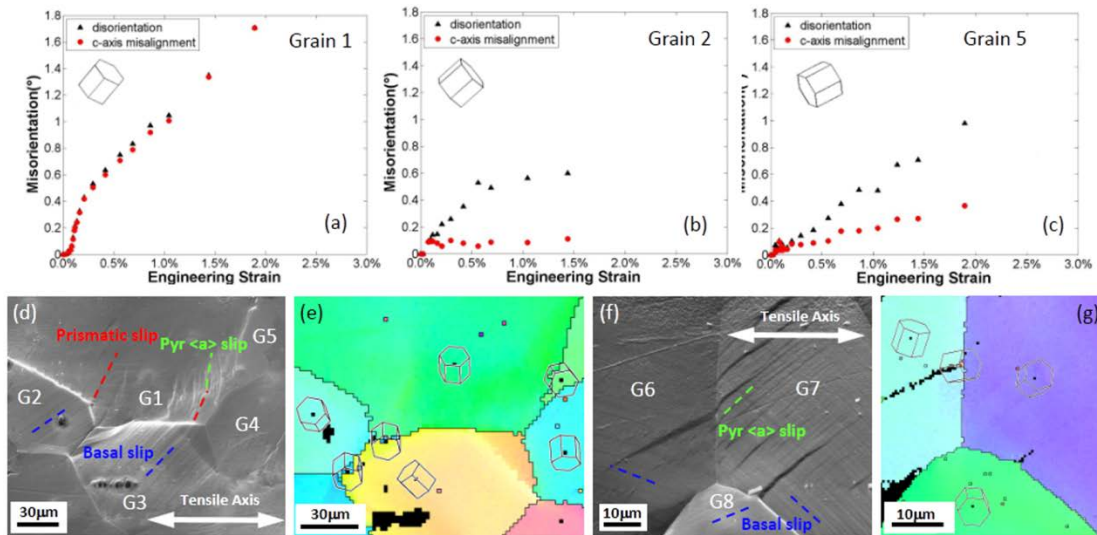 disorientation
c-axis misalignment
Grain 1
1.8
1.6
1.4
1.2
1
0.8
0.6
0.4
0.2
0
Misorientation(°)
(a)
0.0% 0.5% 1.0% 1.5% 2.0% 2.5% 3.0%
Engineering Strain
disorientation
c-axis misalignment
Grain 2
1.8
1.6
1.4
1.2
1
0.8
0.6
0.4
0.2
0
Misorientation(°)
(b)
0.0% 0.5% 1.0% 1.5% 2.0% 2.5% 3.0%
Engineering Strain
disorientation
c-axis misalignment
Grain 5
1.8
1.6
1.4
1.2
1
0.8
0.6
0.4
0.2
0
(c)
0.0% 0.5% 1.0% 1.5% 2.0% 2.5% 3.0%
Engineering Strain
(d)
Prismatic slip
G5
Pyr <a> slip
G2
G1
G4
Basal slip
G3
Tensile Axis
30μm
(e)
30μm
(f)
Tensile Axis
G6
G7
Pyr <a> slip
G8
Basal slip
10μm
(g)
10μm